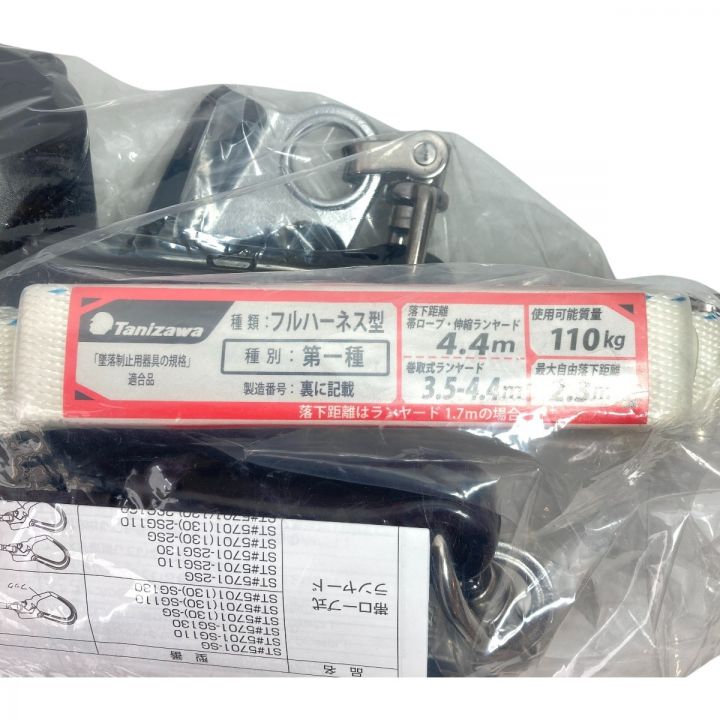 Tanizawa
「墜落制止用器具の規格」
適合品
種類：フルハーネス型
種別：第一種
製造番号：裏に記載
落下距離
帯ロープ・伸縮ランヤード
4.4m
巻取式ランヤード
3.5-4.4m
使用可能質量
110kg
最大自由落下距離
2.3m
落下距離はランヤード 1.7mの場合
品名
型番
帯ロープ式
ランヤード
フック
ST#5701-SG
ST#5701-SG110
ST#5701-SG130
ST#5701(130)-SG
ST#5701(130)-SG110
ST#5701(130)-SG130
ST#5701-2SG
ST#5701-2SG110
ST#5701-2SG130
ST#5701(130)-2SG
ST#5701(130)-2SG110